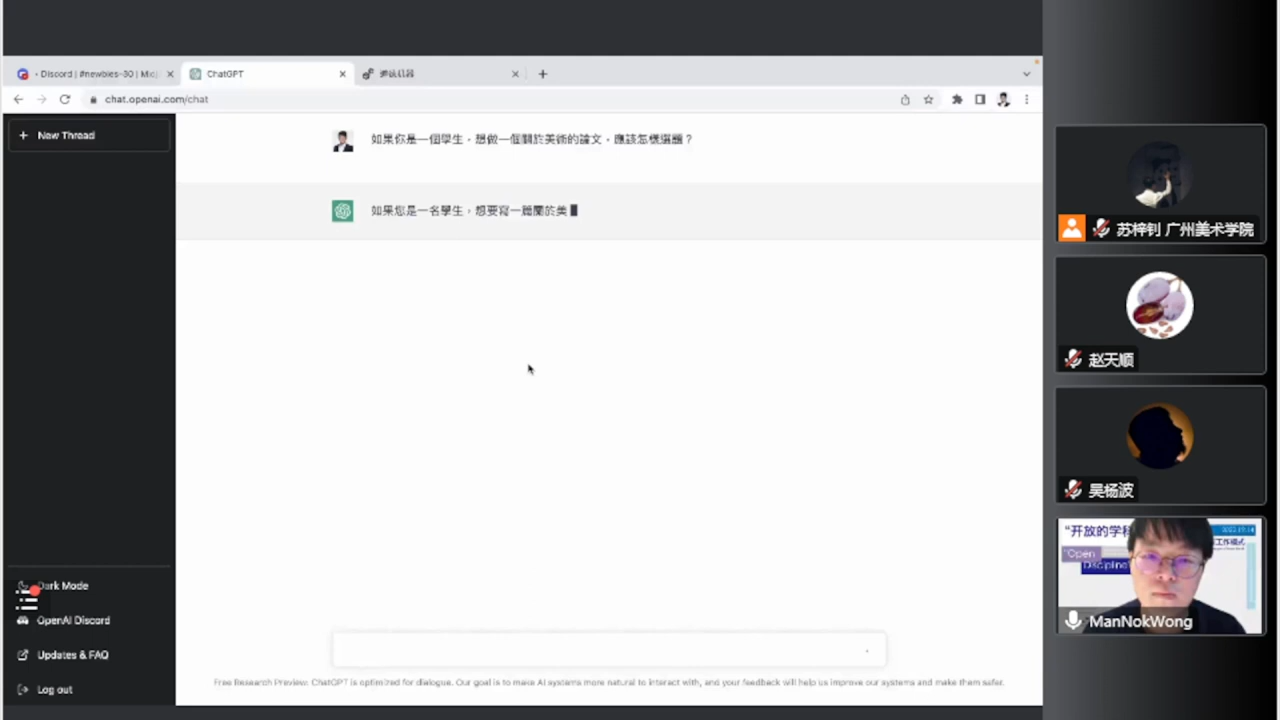 - Discord | #newbies-30 | Mic
ChatGPT
chat.openai.com/chat
New Thread
如果你是一個學生，想做一個關於美術的論文，應該怎樣選題？
如果您是一名學生，想要寫一篇關於美
Dark Mode
OpenAI Discord
Updates & FAQ
Log out
Free Research Preview: ChatGPT is optimized for dialogue. Our goal is to make AI systems more natural to interact with, and your feedback will help us improve our systems and make them safer.
苏梓钊 广州美术学院
赵天顺
吴杨波
“开放的学科
工作模式
"Open
Discipline
ManNokWong